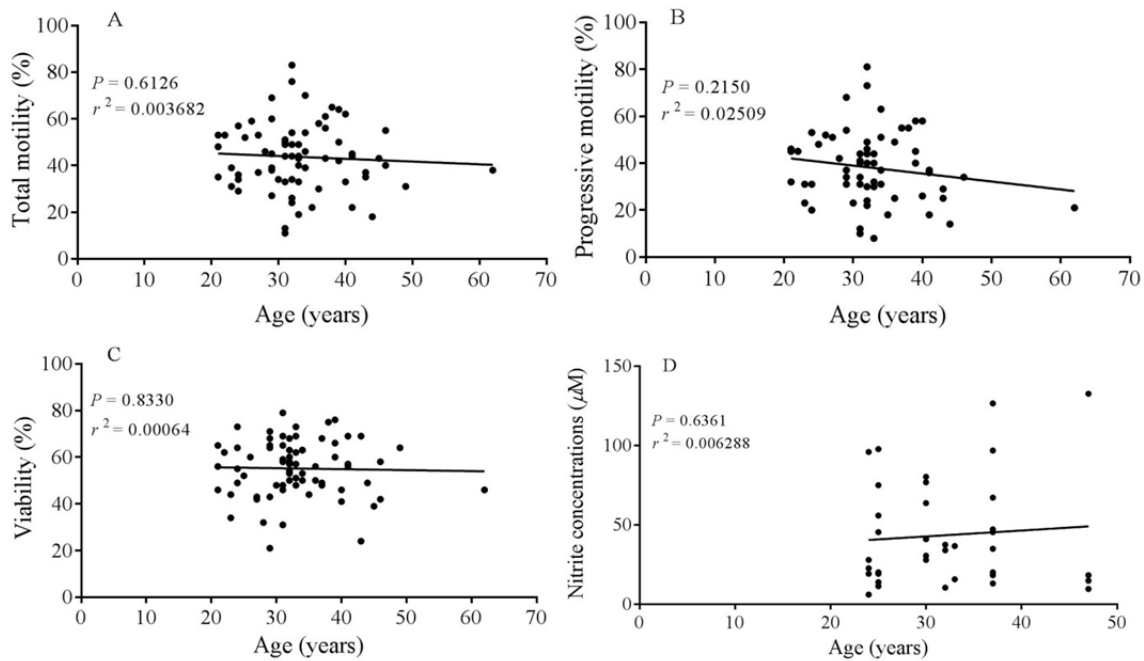 A
Total motility (%)
100
80
60
40
20
0
P = 0.6126
r² = 0.003682
0 10 20 30 40 50 60 70
Age (years)
B
Progressive motility (%)
100
80
60
40
20
0
P = 0.2150
r² = 0.02509
0 10 20 30 40 50 60 70
Age (years)
C
Viability (%)
100
80
60
40
20
0
P = 0.8330
r² = 0.00064
0 10 20 30 40 50 60 70
Age (years)
D
Nitrite concentrations (μM)
150
100
50
0
P = 0.6361
r² = 0.006288
0 10 20 30 40 50
Age (years)